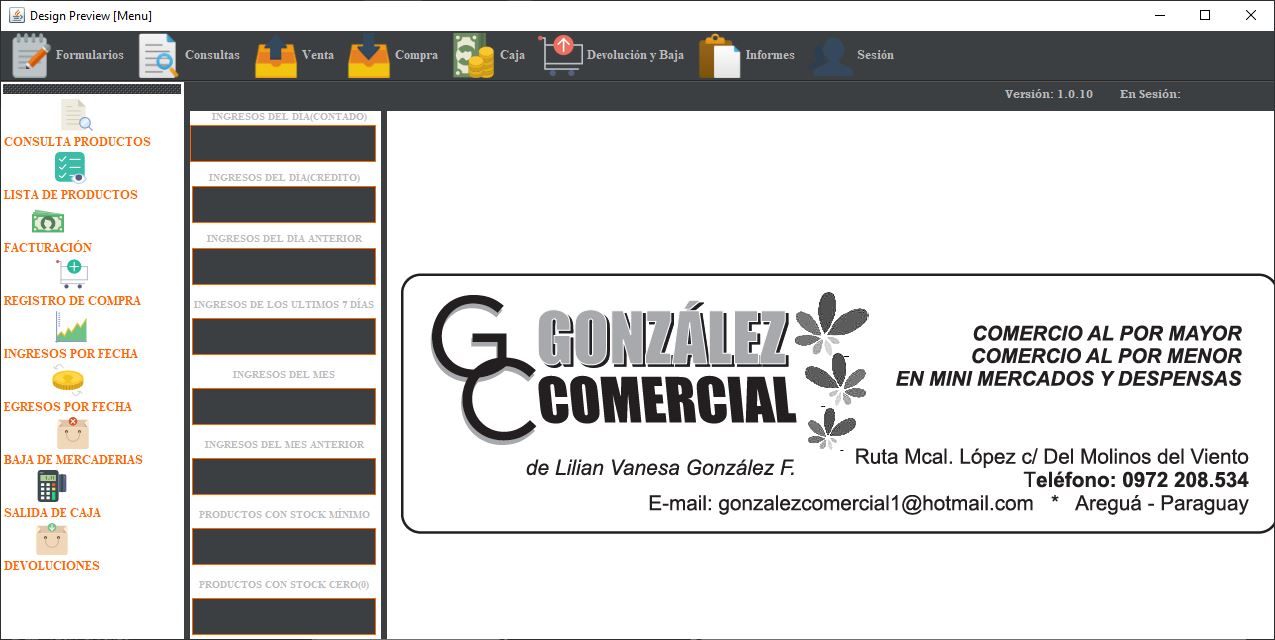 Design Preview [Menu]
Formularios Consultas Venta Compra Caja Devolución y Baja Informes Sesión
Versión: 1.0.10 En Sesión:
CONSULTA PRODUCTOS
LISTA DE PRODUCTOS
FACTURACIÓN
REGISTRO DE COMPRA
INGRESOS POR FECHA
EGRESOS POR FECHA
BAJA DE MERCADERIAS
SALIDA DE CAJA
DEVOLUCIONES
INGRESOS DEL DÍA(CONTADO)
INGRESOS DEL DÍA(CREDITO)
INGRESOS DEL DÍA ANTERIOR
INGRESOS DE LOS ULTIMOS 7 DÍAS
INGRESOS DEL MES
INGRESOS DEL MES ANTERIOR
PRODUCTOS CON STOCK MÍNIMO
PRODUCTOS CON STOCK CERO(0)
GC
GONZÁLEZ
COMERCIAL
de Lilian Vanesa González F.
COMERCIO AL POR MAYOR
COMERCIO AL POR MENOR
EN MINI MERCADOS Y DESPENSAS
Ruta Mcal. López c/ Del Molinos del Viento
Teléfono: 0972 208.534
E-mail: gonzalezcomercial1@hotmail.com * Areguá - Paraguay